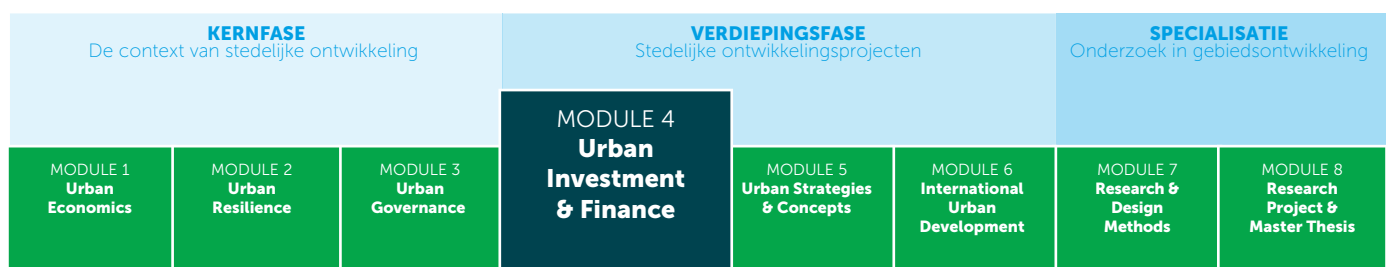 KERNFASE
De context van stedelijke ontwikkeling
VERDIEPINGSFASE
Stedelijke ontwikkelingsprojecten
SPECIALISATIE
Onderzoek in gebiedsontwikkeling
MODULE 1
Urban
Economics
MODULE 2
Urban
Resilience
MODULE 3
Urban
Governance
MODULE 4
Urban
Investment
& Finance
MODULE 5
Urban Strategies
& Concepts
MODULE 6
International
Urban
Development
MODULE 7
Research &
Design
Methods
MODULE 8
Research
Project &
Master Thesis